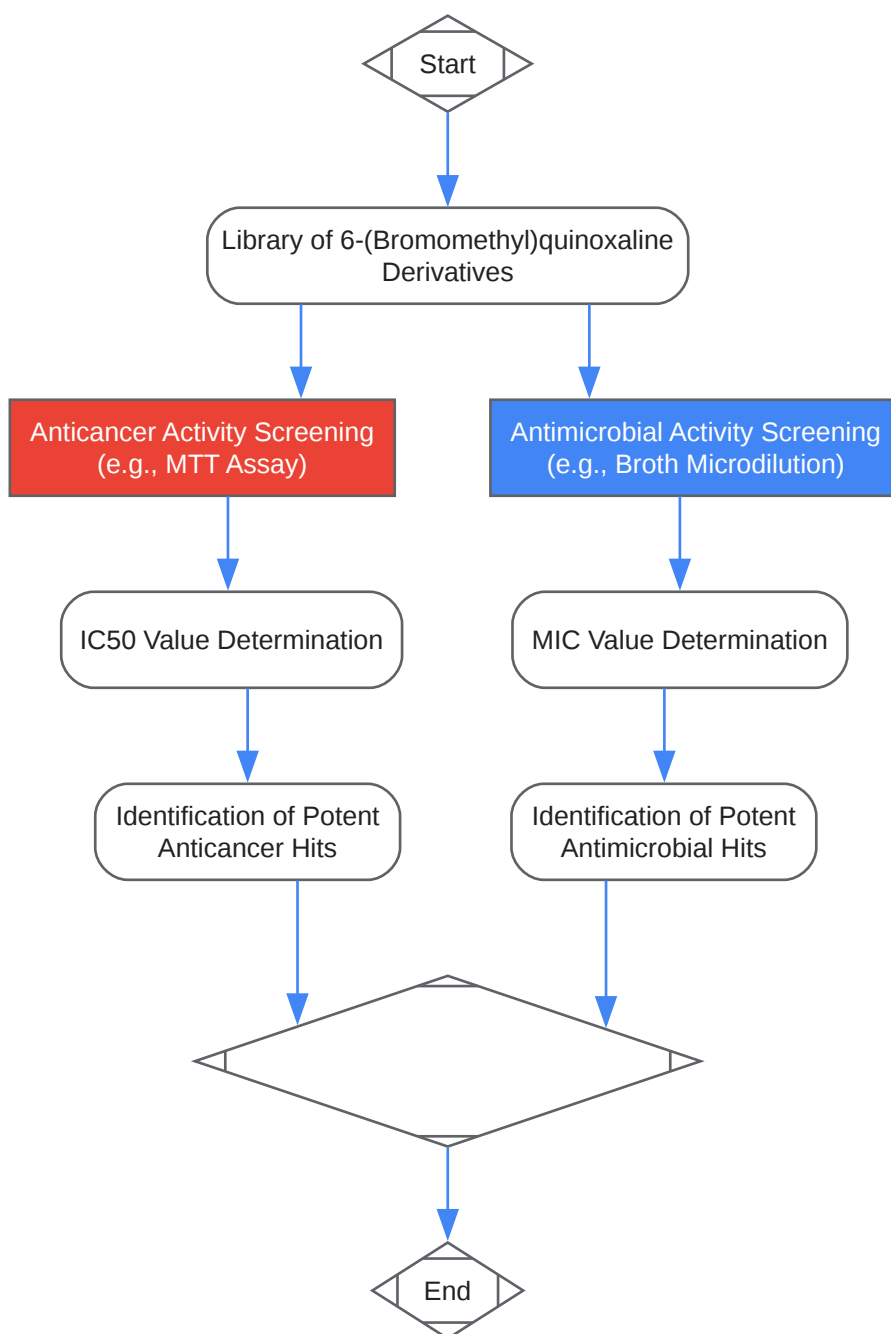 Start
Library of 6-(Bromomethyl)quinoxaline
Derivatives
Anticancer Activity Screening
(e.g., MTT Assay)
Antimicrobial Activity Screening
(e.g., Broth Microdilution)
IC50 Value Determination
MIC Value Determination
Identification of Potent
Anticancer Hits
Identification of Potent
Antimicrobial Hits
End